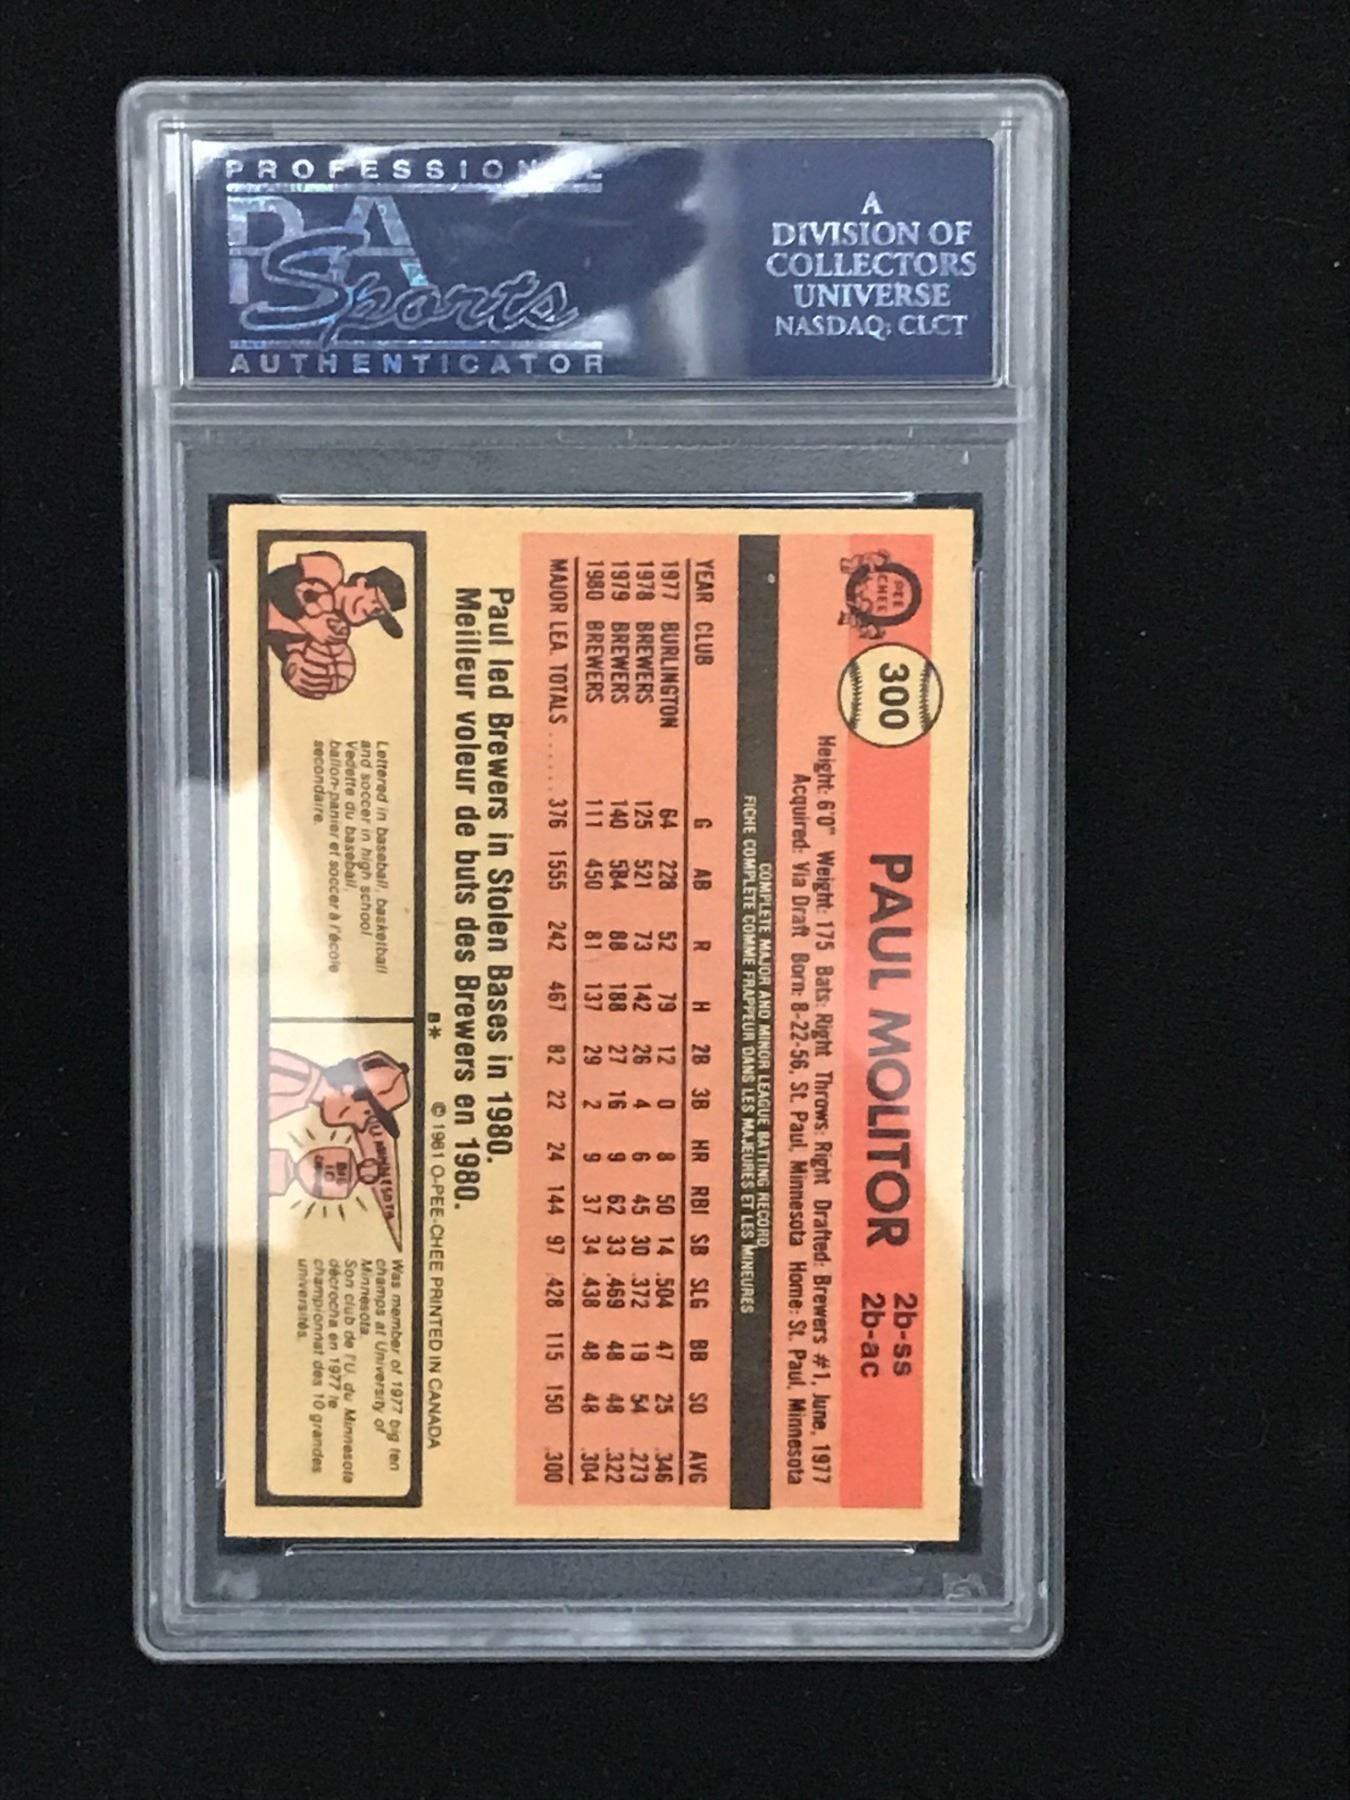 PROFESSIONAL
PSA
Sports
AUTHENTICATOR
A
DIVISION OF
COLLECTORS
UNIVERSE
NASDAQ: CLCT
O
PEE
CHEE
300
PAUL MOLITOR
2b-ss
2b-ac
Height: 6'0" Weight: 175 Bats: Right Throws: Right Drafted: Brewers #1, June, 1977
Acquired: Via Draft Born: 8-22-56, St. Paul, Minnesota Home: St. Paul, Minnesota
COMPLETE MAJOR AND MINOR LEAGUE BATTING RECORD
FICHE COMPLETE COMME FRAPPEUR DANS LES MAJEURES ET LES MINEURES
YEAR CLUB G AB R H 2B 3B HR RBI SB SLG BB SO AVG
1977 BURLINGTON 64 228 52 79 12 0 8 50 14 .504 47 25 .346
1978 BREWERS 125 521 73 142 26 4 6 45 30 .372 19 54 .273
1979 BREWERS 140 584 88 188 27 16 9 62 33 .469 48 48 .322
1980 BREWERS 111 450 81 137 29 2 9 37 34 .438 48 48 .304
MAJOR LEA. TOTALS ..... 376 1555 242 467 82 22 24 144 97 .428 115 150 .300
Paul led Brewers in Stolen Bases in 1980.
Meilleur voleur de buts des Brewers en 1980.
B* © 1981 O-PEE-CHEE PRINTED IN CANADA
Lettered in baseball, basketball
and soccer in high school.
Vedette du baseball,
ballon-panier et soccer à l'école
secondaire.
U. MINNESOTA
BIG
10
Was member of 1977 big ten
champs at University of
Minnesota.
Son club de l'U. du Minnesota
décrocha en 1977 le
championnat des 10 grandes
universités.